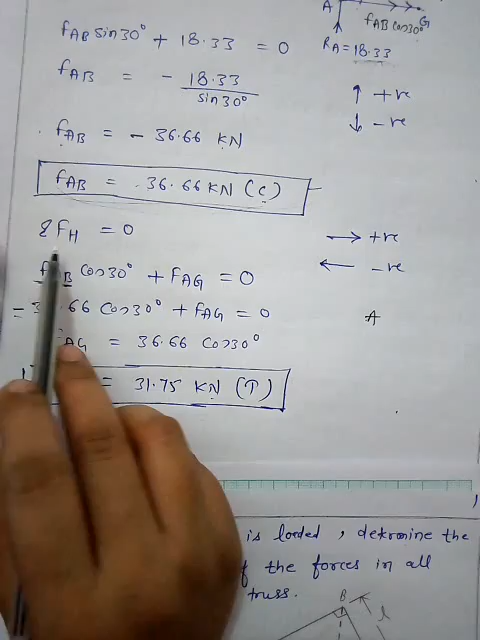 A
fAB cos30° G
RA = 18.33
fAB sin30° + 18.33 = 0
fAB = - 18.33
sin30°
↑ +ve
↓ -ve
fAB = - 36.66 KN
fAB = 36.66 KN (C)
ΣFH = 0
→ +ve
← -ve
cos30° + FAG = 0
.66 cos30° + FAG = 0
A
AG = 36.66 cos30°
= 31.75 KN (T)
is loaded, determine the
the forces in all
truss.
B
l